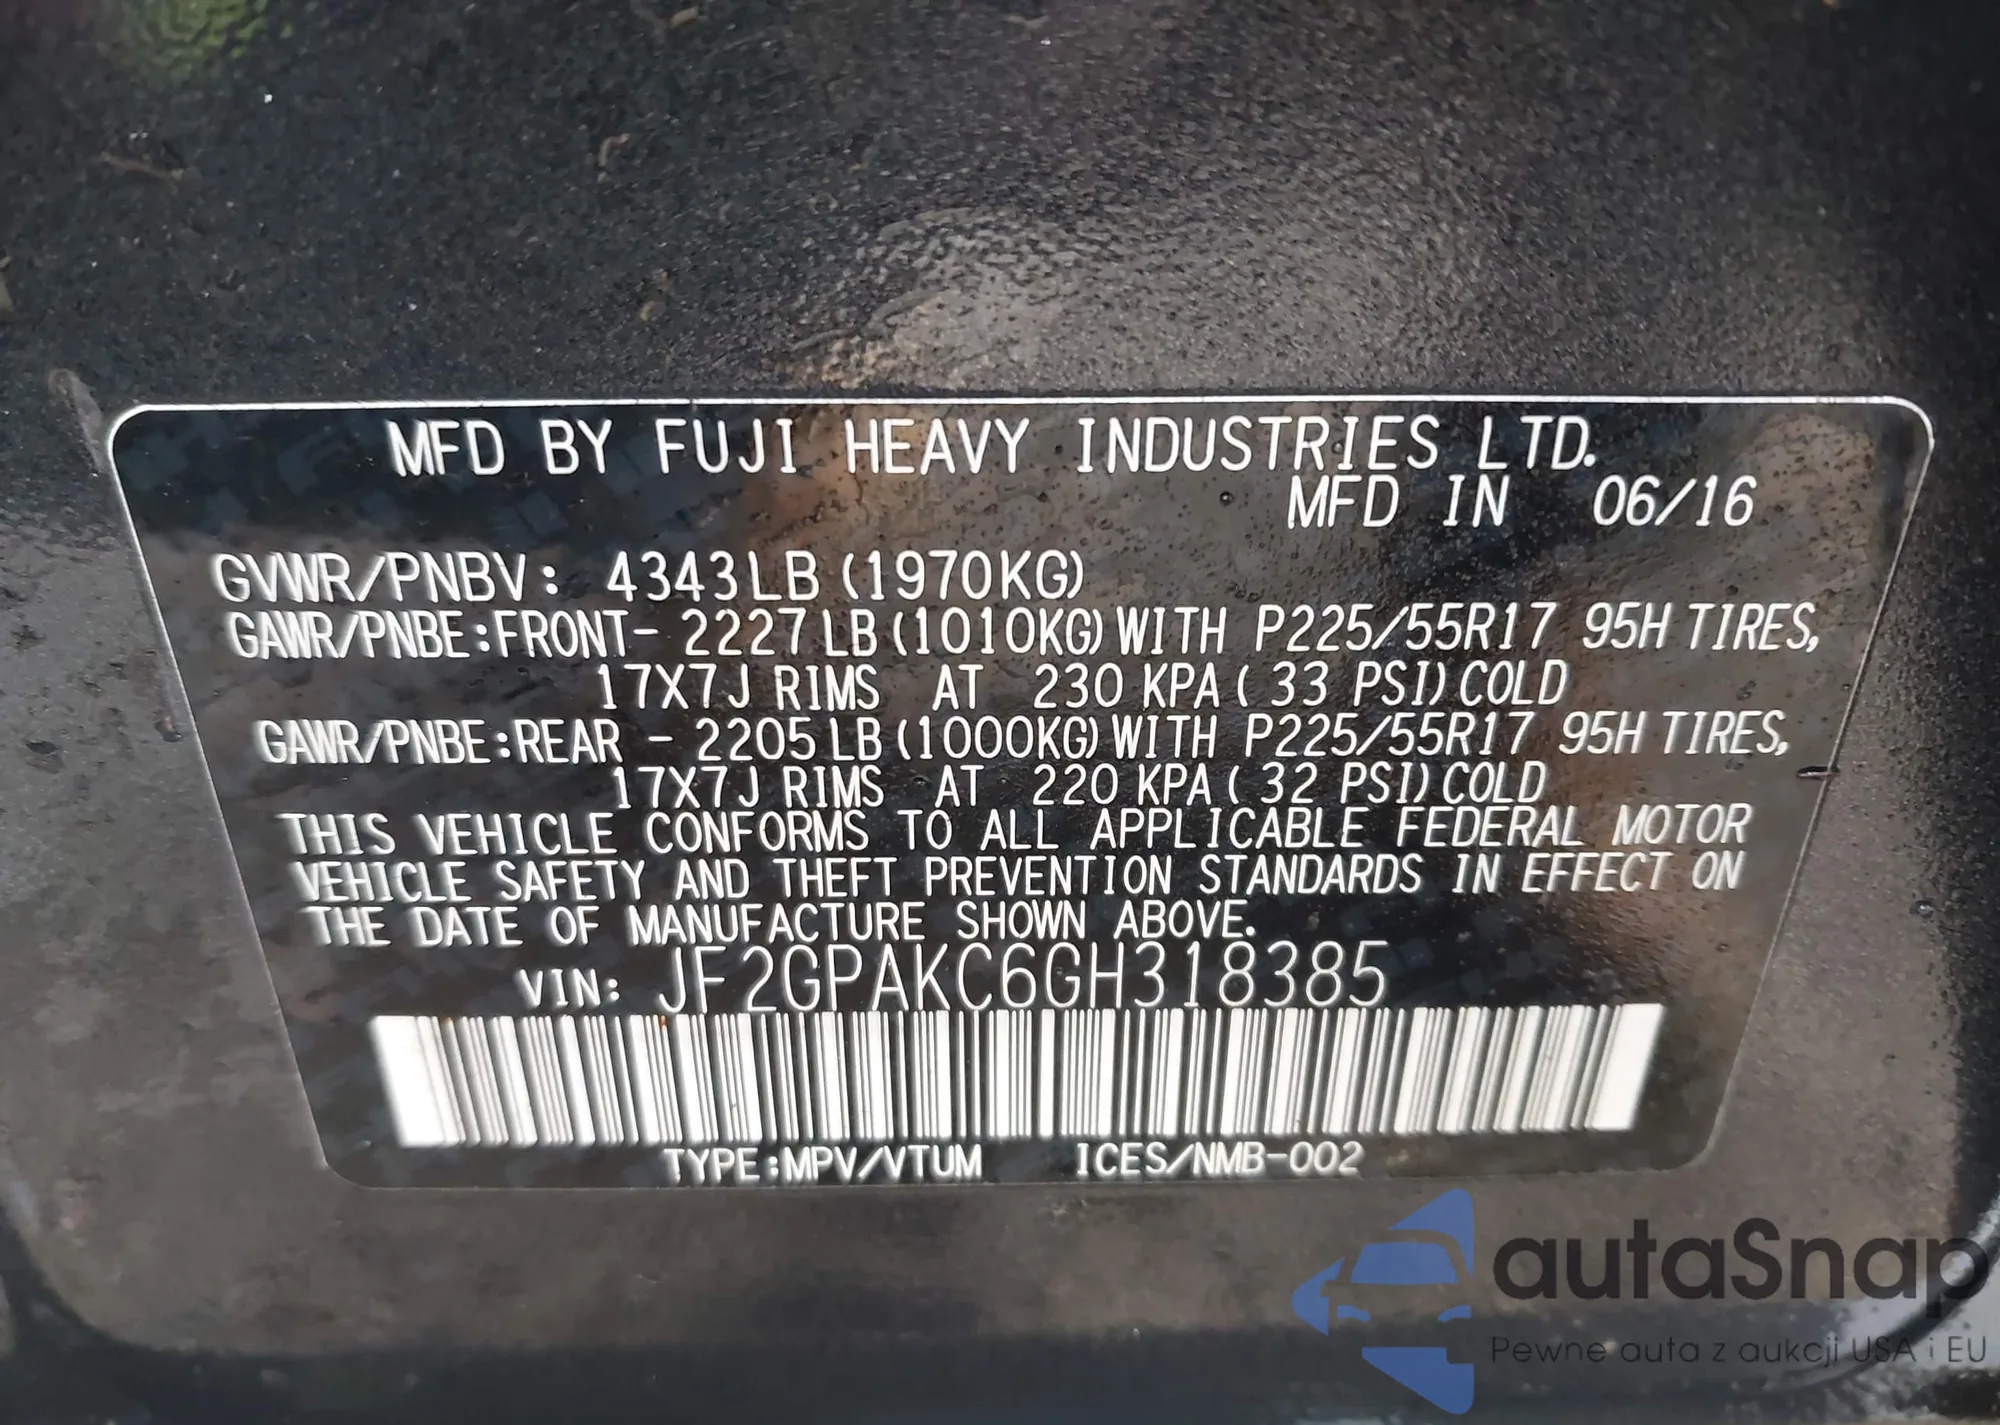 MFD BY FUJI HEAVY INDUSTRIES LTD.
MFD IN 06/16
GVWR/PNBV: 4343LB (1970KG)
GAWR/PNBE:FRONT- 2227LB(1010KG)WITH P225/55R17 95H TIRES,
17X7J RIMS AT 230 KPA( 33 PSI)COLD
GAWR/PNBE:REAR - 2205LB(1000KG)WITH P225/55R17 95H TIRES,
17X7J RIMS AT 220 KPA( 32 PSI)COLD
THIS VEHICLE CONFORMS TO ALL APPLICABLE FEDERAL MOTOR
VEHICLE SAFETY AND THEFT PREVENTION STANDARDS IN EFFECT ON
THE DATE OF MANUFACTURE SHOWN ABOVE.
VIN: JF2GPAKC6GH318385
TYPE:MPV/VTUM ICES/NMB-002
autaSnap
Pewne auta z aukcji USA i EU